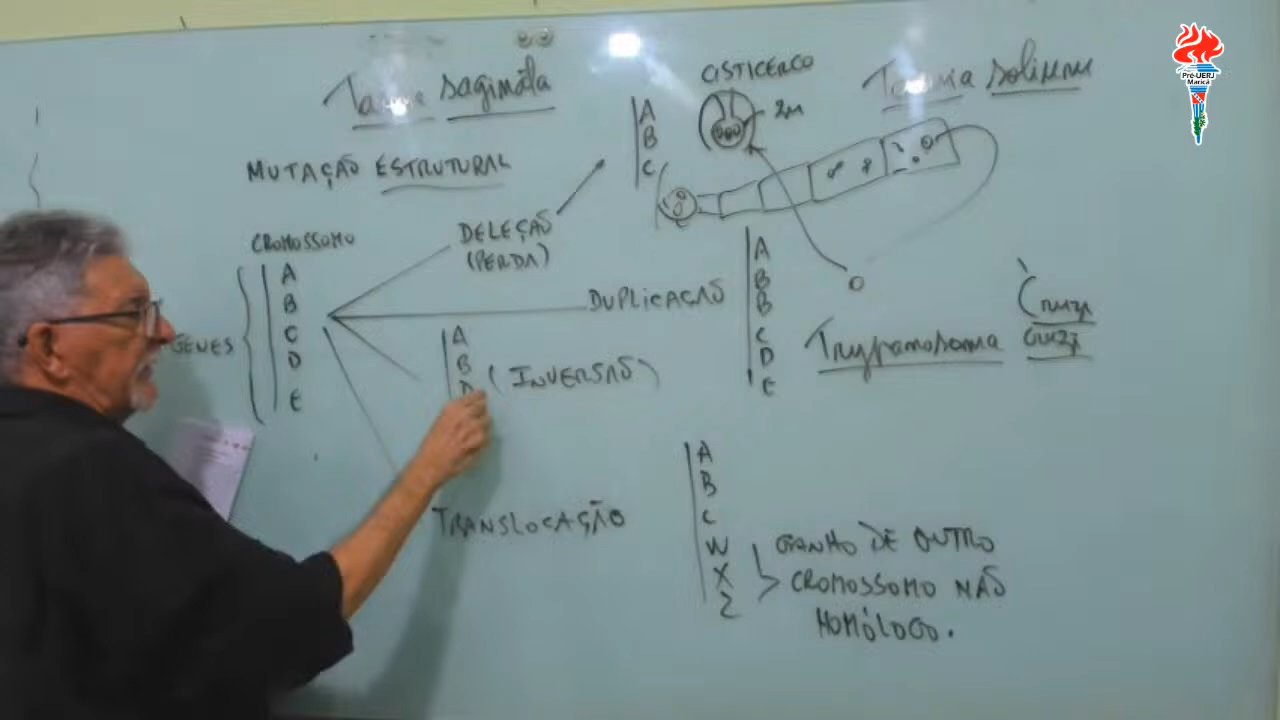 Taenia saginata
CISTICERCO
2M
Taenia solium
Pré-UERJ
Maricá
MUTAÇÃO ESTRUTURAL
A
B
C
CROMOSSOMO
DELEÇÃO
(PERDA)
GENES
A
B
C
D
E
DUPLICAÇÃO
A
B
B
C
D
E
A
B
D
(INVERSÃO)
Trypanosoma
Cruzi
cruzi
TRANSLOCAÇÃO
A
B
C
W
X
Z
GANHO DE OUTRO
CROMOSSOMO NÃO
HOMÓLOGO.